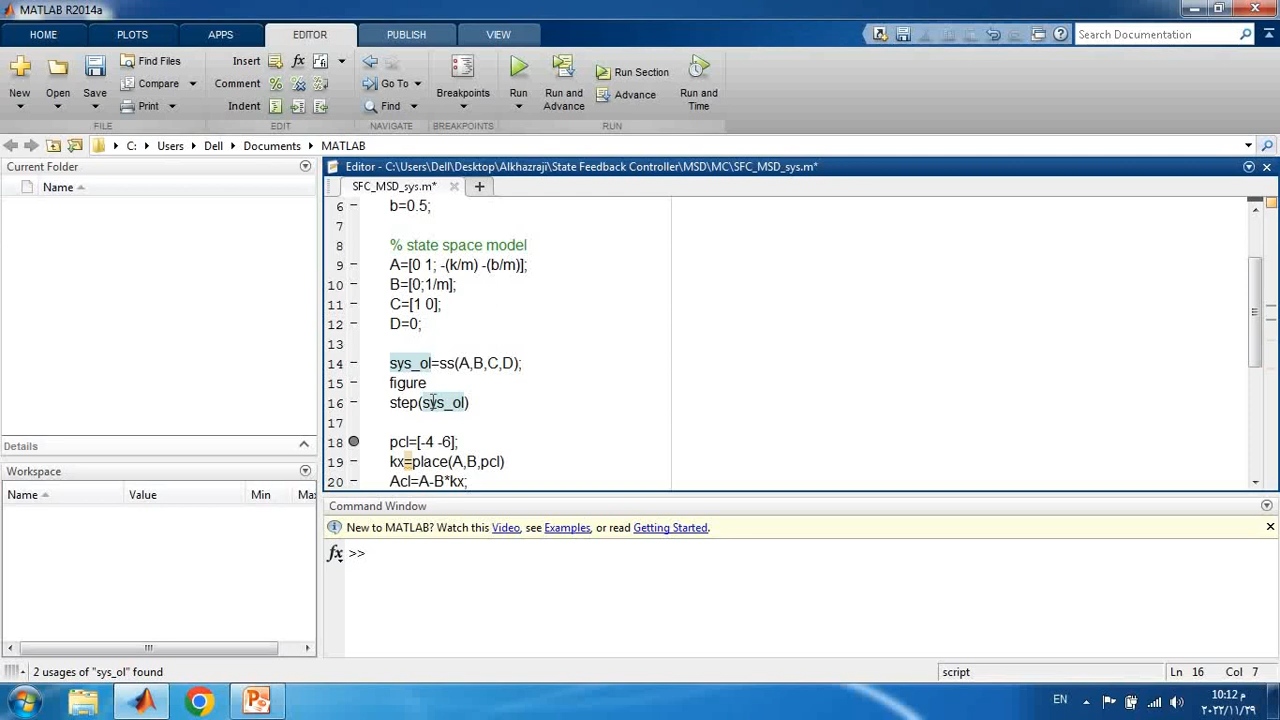 MATLAB R2014a
HOME PLOTS APPS EDITOR PUBLISH VIEW Search Documentation
New Open Save Find Files Compare Print Insert Comment Indent fx Go To Find Breakpoints Run Run and Advance Run Section Advance Run and Time
FILE EDIT NAVIGATE BREAKPOINTS RUN
C: Users Dell Documents MATLAB
Current Folder
Name
Details
Workspace
Name Value Min Max
Editor - C:\Users\Dell\Desktop\Alkhazraji\State Feedback Controller\MSD\MC\SFC_MSD_sys.m*
SFC_MSD_sys.m*
6 b=0.5;
7
8 % state space model
9 A=[0 1; -(k/m) -(b/m)];
10 B=[0;1/m];
11 C=[1 0];
12 D=0;
13
14 sys_ol=ss(A,B,C,D);
15 figure
16 step(sys_ol)
17
18 pcl=[-4 -6];
19 kx=place(A,B,pcl)
20 Acl=A-B*kx;
Command Window
New to MATLAB? Watch this Video, see Examples, or read Getting Started.
fx >>
2 usages of "sys_ol" found script Ln 16 Col 7
EN
10:12 م
٢٠٢٢/١١/٢٩